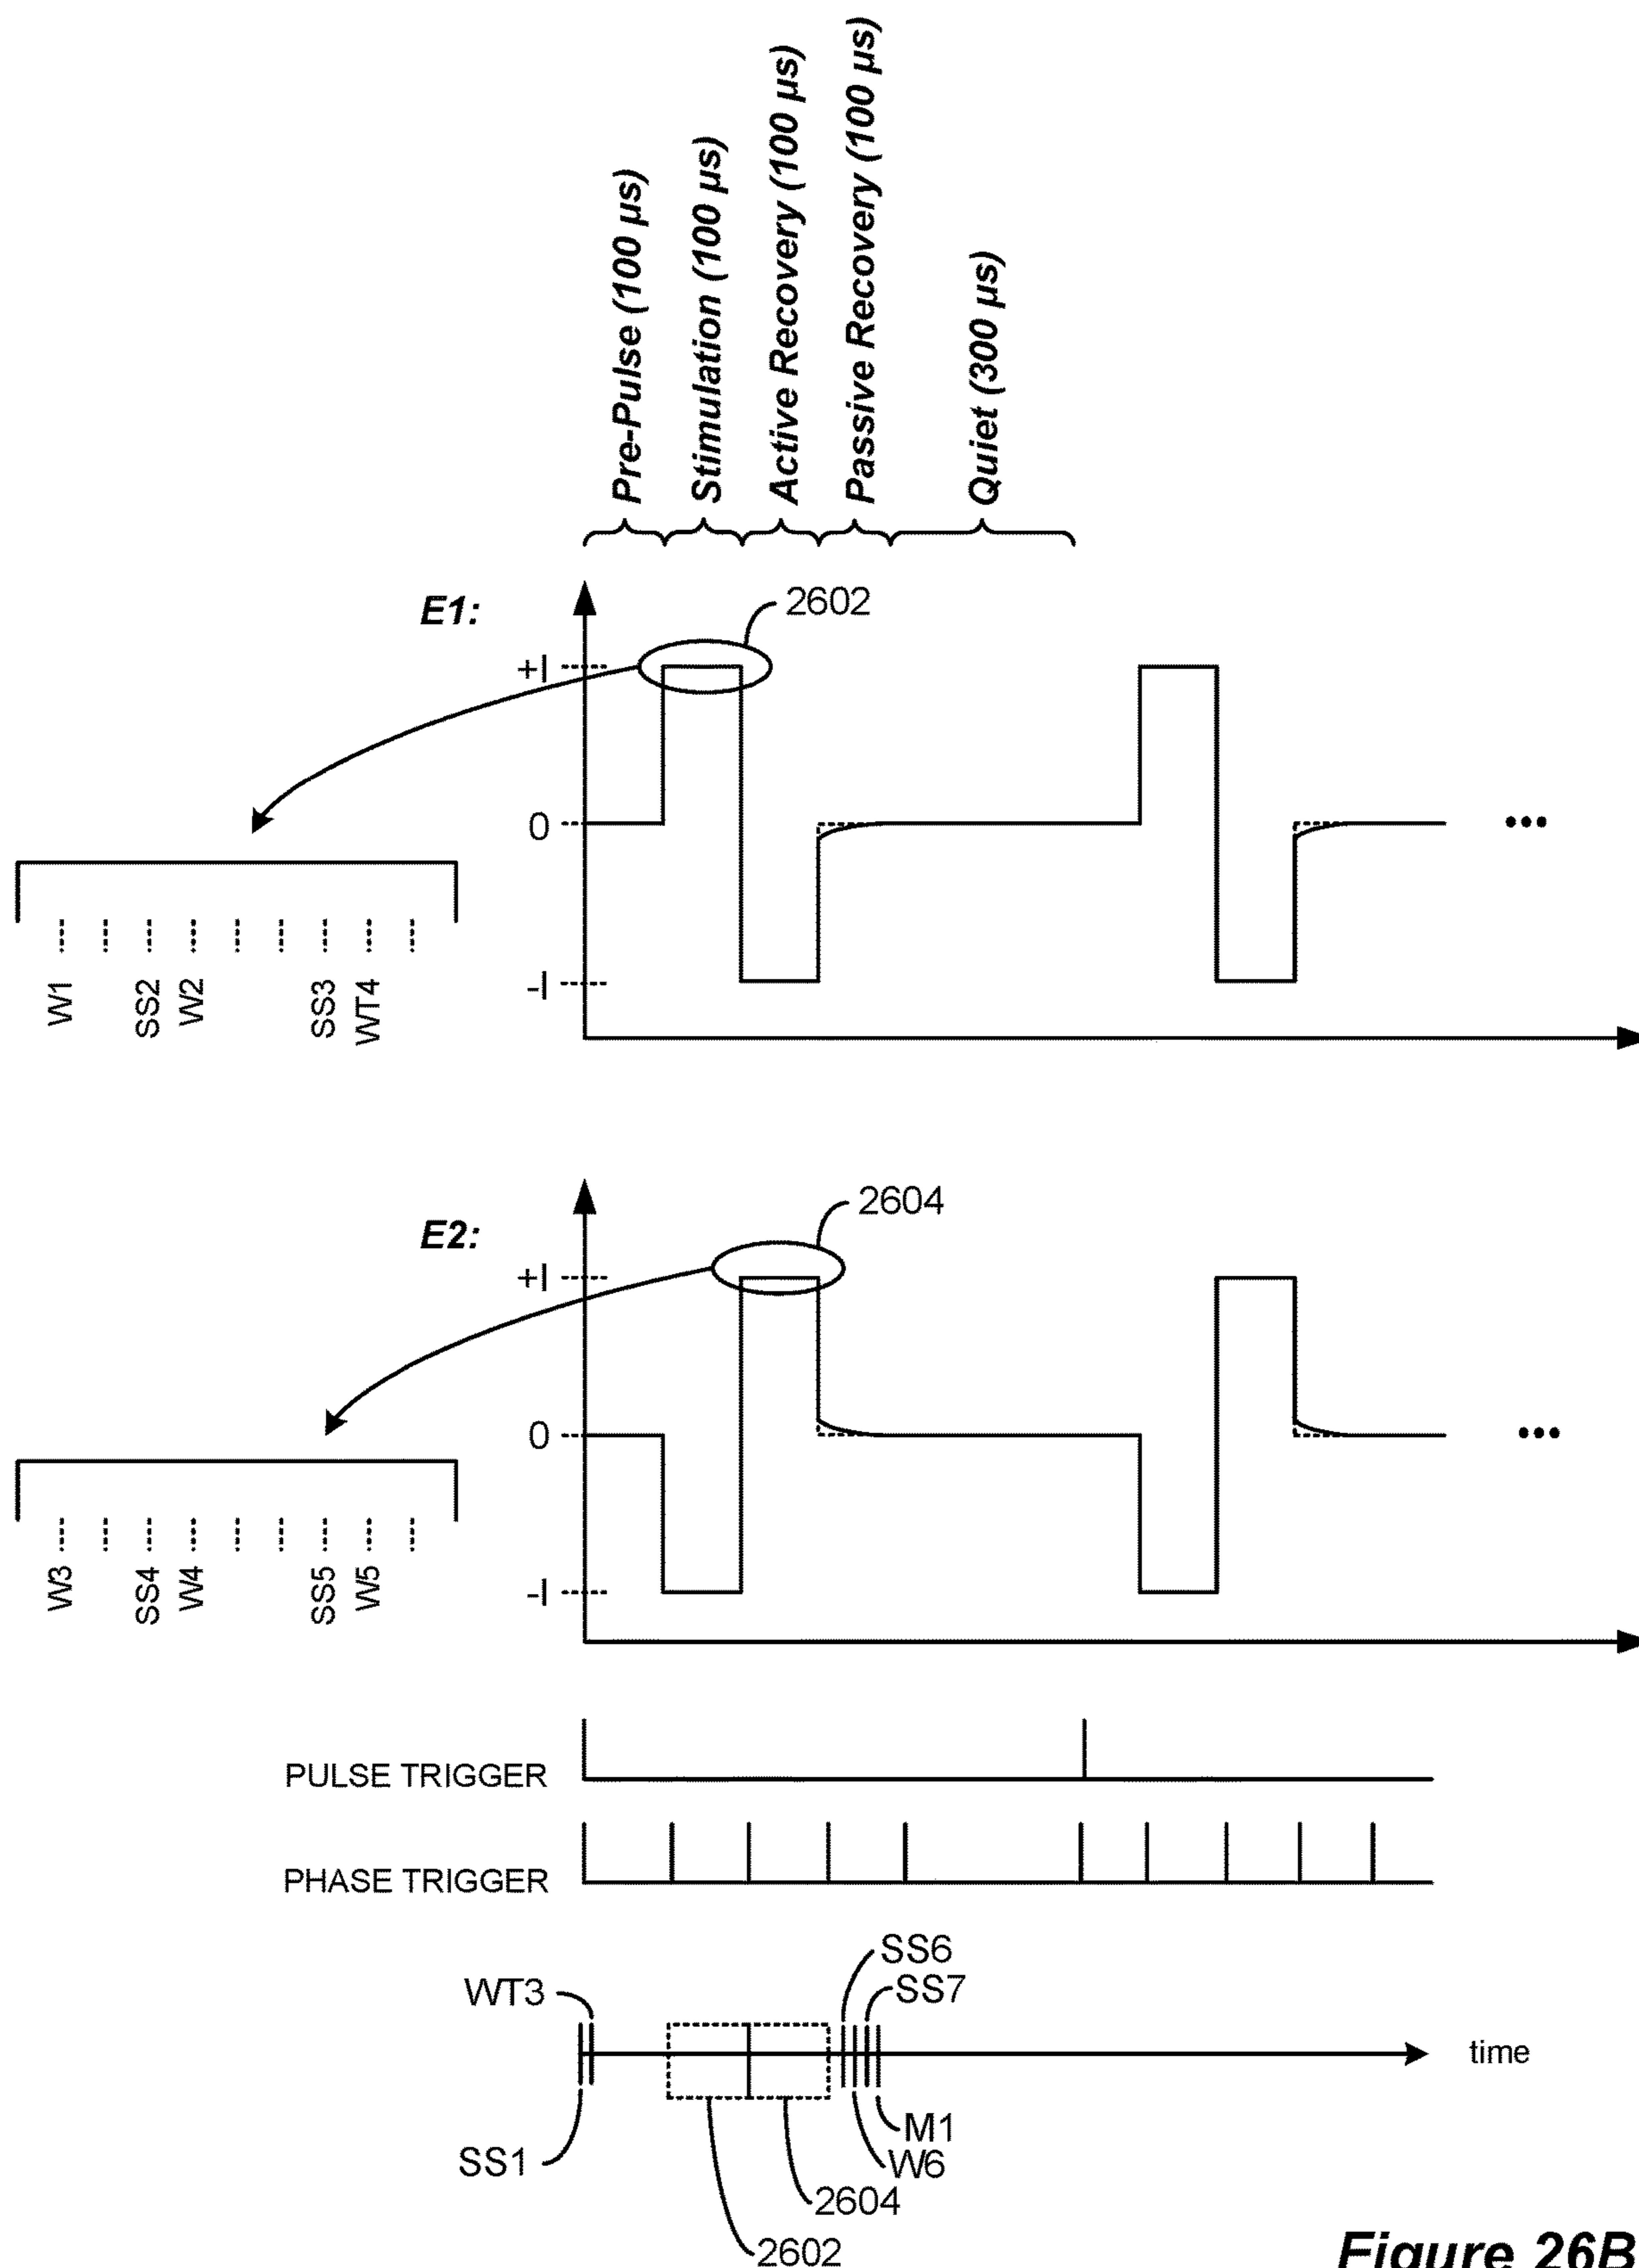 Pre-Pulse (100 µs)
Stimulation (100 µs)
Active Recovery (100 µs)
Passive Recovery (100 µs)
Quiet (300 µs)
E1:
2602
+I
0
-I
•••
W1
SS2
W2
SS3
WT4
E2:
2604
+I
0
-I
•••
W3
SS4
W4
SS5
W5
PULSE TRIGGER
PHASE TRIGGER
SS6
SS7
WT3
time
SS1
M1
W6
2604
2602
Figure 26B